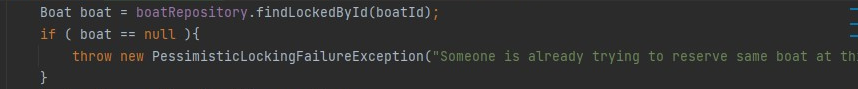 Boat boat = boatRepository.findLockedById(boatId);
if ( boat == null ){
throw new PessimisticLockingFailureException("Someone is already trying to reserve same boat at
}